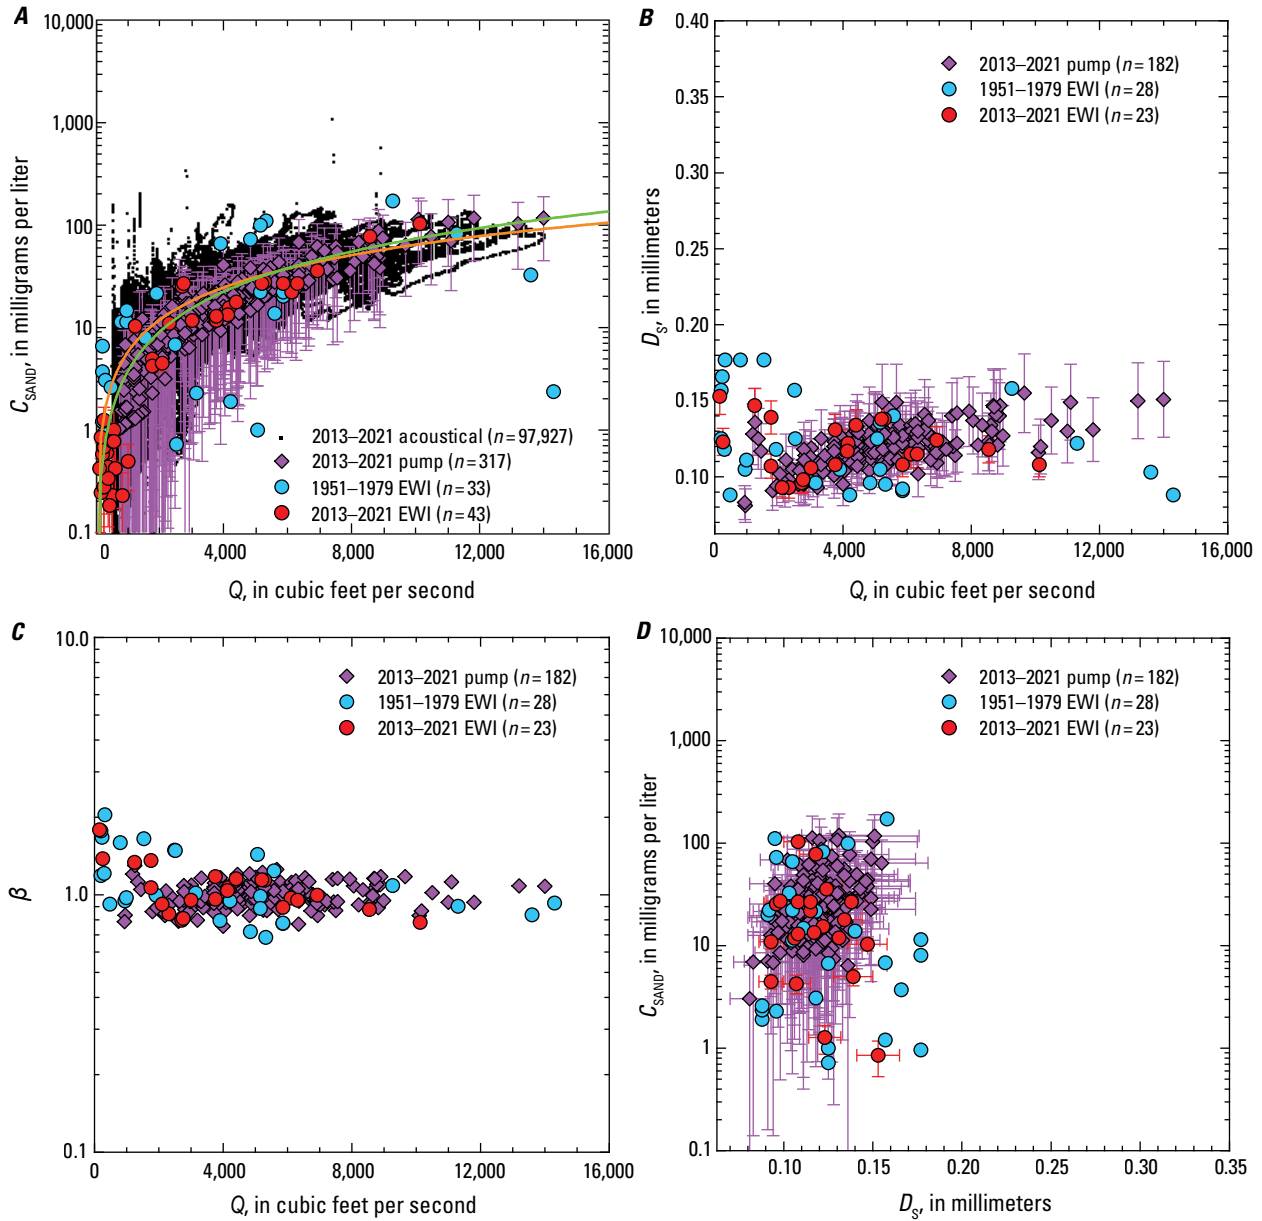 A
10,000
1,000
100
10
1
0.1
C_SAND, in milligrams per liter
2013–2021 acoustical (n=97,927)
2013–2021 pump (n=317)
1951–1979 EWI (n=33)
2013–2021 EWI (n=43)
0 4,000 8,000 12,000 16,000
Q, in cubic feet per second
B
0.40
0.35
0.30
0.25
0.20
0.15
0.10
D_S, in millimeters
2013–2021 pump (n=182)
1951–1979 EWI (n=28)
2013–2021 EWI (n=23)
0 4,000 8,000 12,000 16,000
Q, in cubic feet per second
C
10.0
1.0
0.1
β
2013–2021 pump (n=182)
1951–1979 EWI (n=28)
2013–2021 EWI (n=23)
0 4,000 8,000 12,000 16,000
Q, in cubic feet per second
D
10,000
1,000
100
10
1
0.1
C_SAND, in milligrams per liter
2013–2021 pump (n=182)
1951–1979 EWI (n=28)
2013–2021 EWI (n=23)
0.10 0.15 0.20 0.25 0.30 0.35
D_S, in millimeters